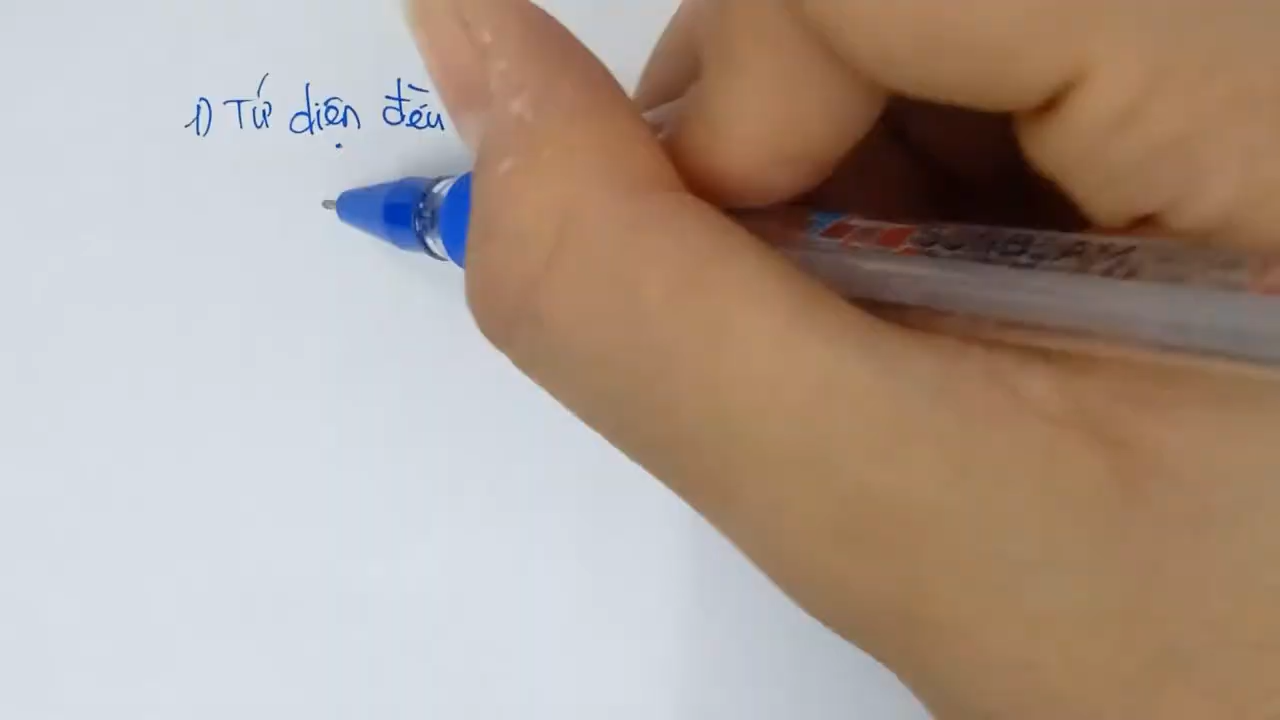 1) Tứ diện đều